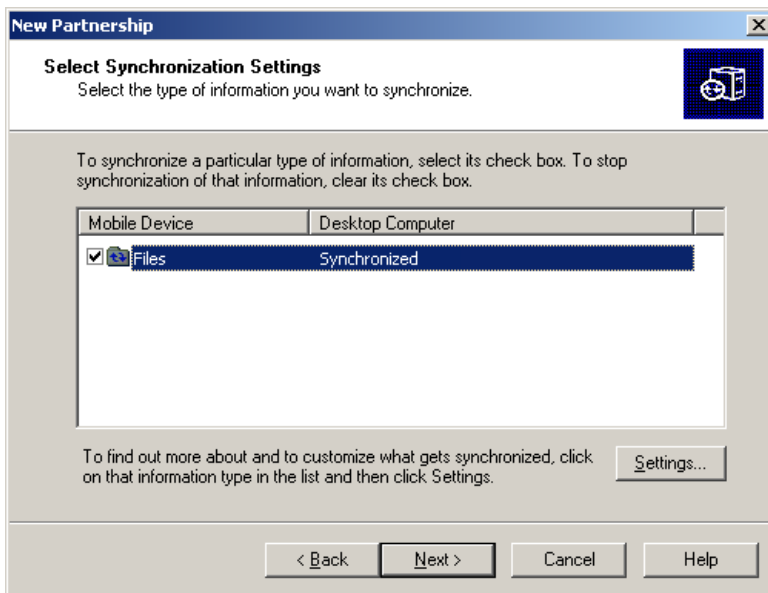 New Partnership
Select Synchronization Settings
Select the type of information you want to synchronize.
To synchronize a particular type of information, select its check box. To stop
synchronization of that information, clear its check box.
Mobile Device Desktop Computer
Files Synchronized
To find out more about and to customize what gets synchronized, click
on that information type in the list and then click Settings.
Settings...
< Back Next > Cancel Help